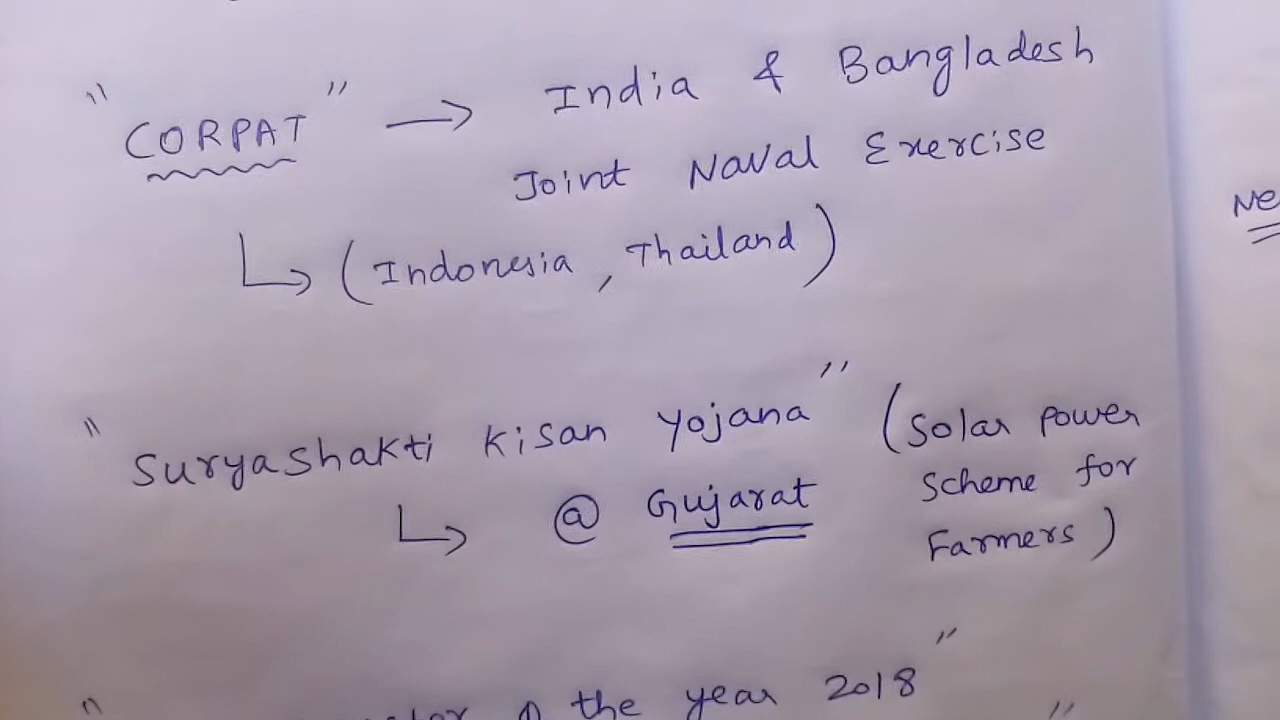 "CORPAT" → India & Bangladesh
Joint Naval Exercise
↳ (Indonesia, Thailand)
"Suryashakti Kisan Yojana" (Solar power
↳ @ Gujarat scheme for
Farmers)
" the year 2018"
Ne